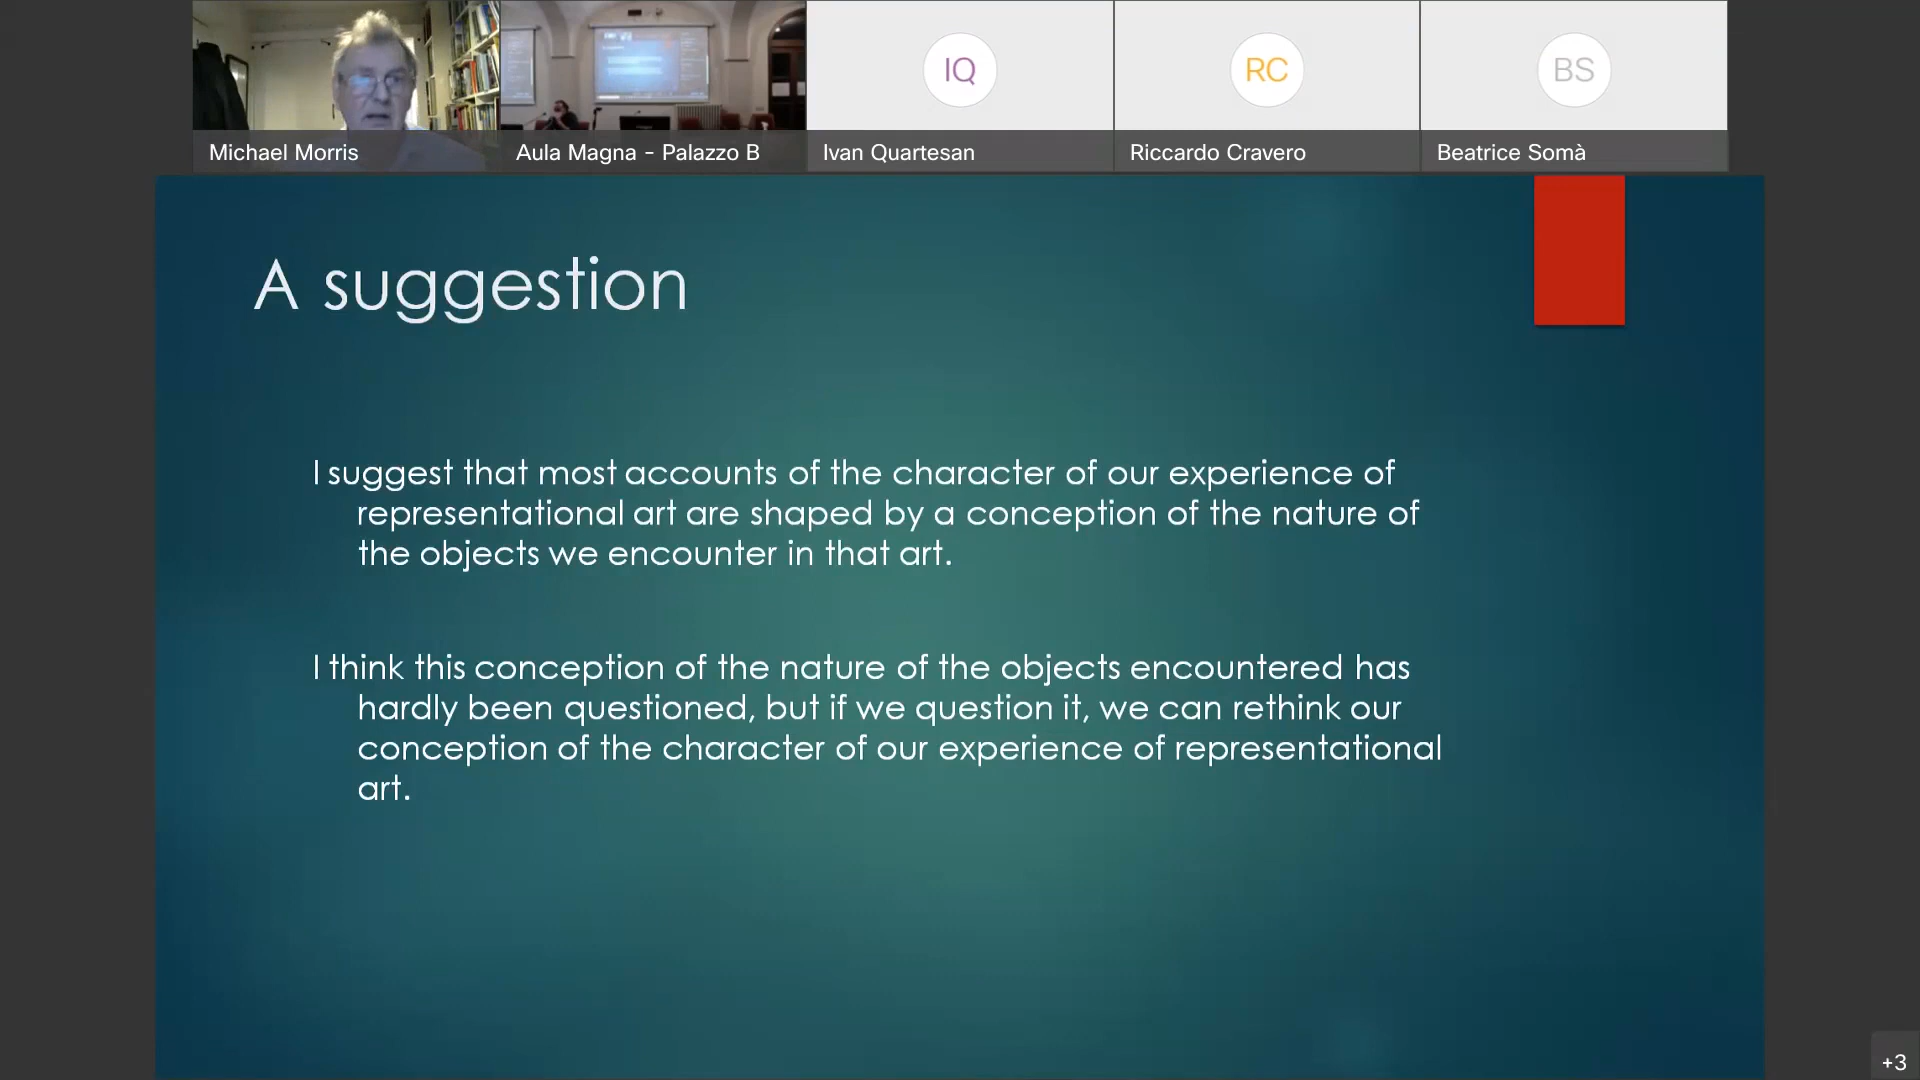 IQ
RC
BS
Michael Morris
Aula Magna - Palazzo B
Ivan Quartesan
Riccardo Cravero
Beatrice Somà
A suggestion
I suggest that most accounts of the character of our experience of
representational art are shaped by a conception of the nature of
the objects we encounter in that art.
I think this conception of the nature of the objects encountered has
hardly been questioned, but if we question it, we can rethink our
conception of the character of our experience of representational
art.
+3